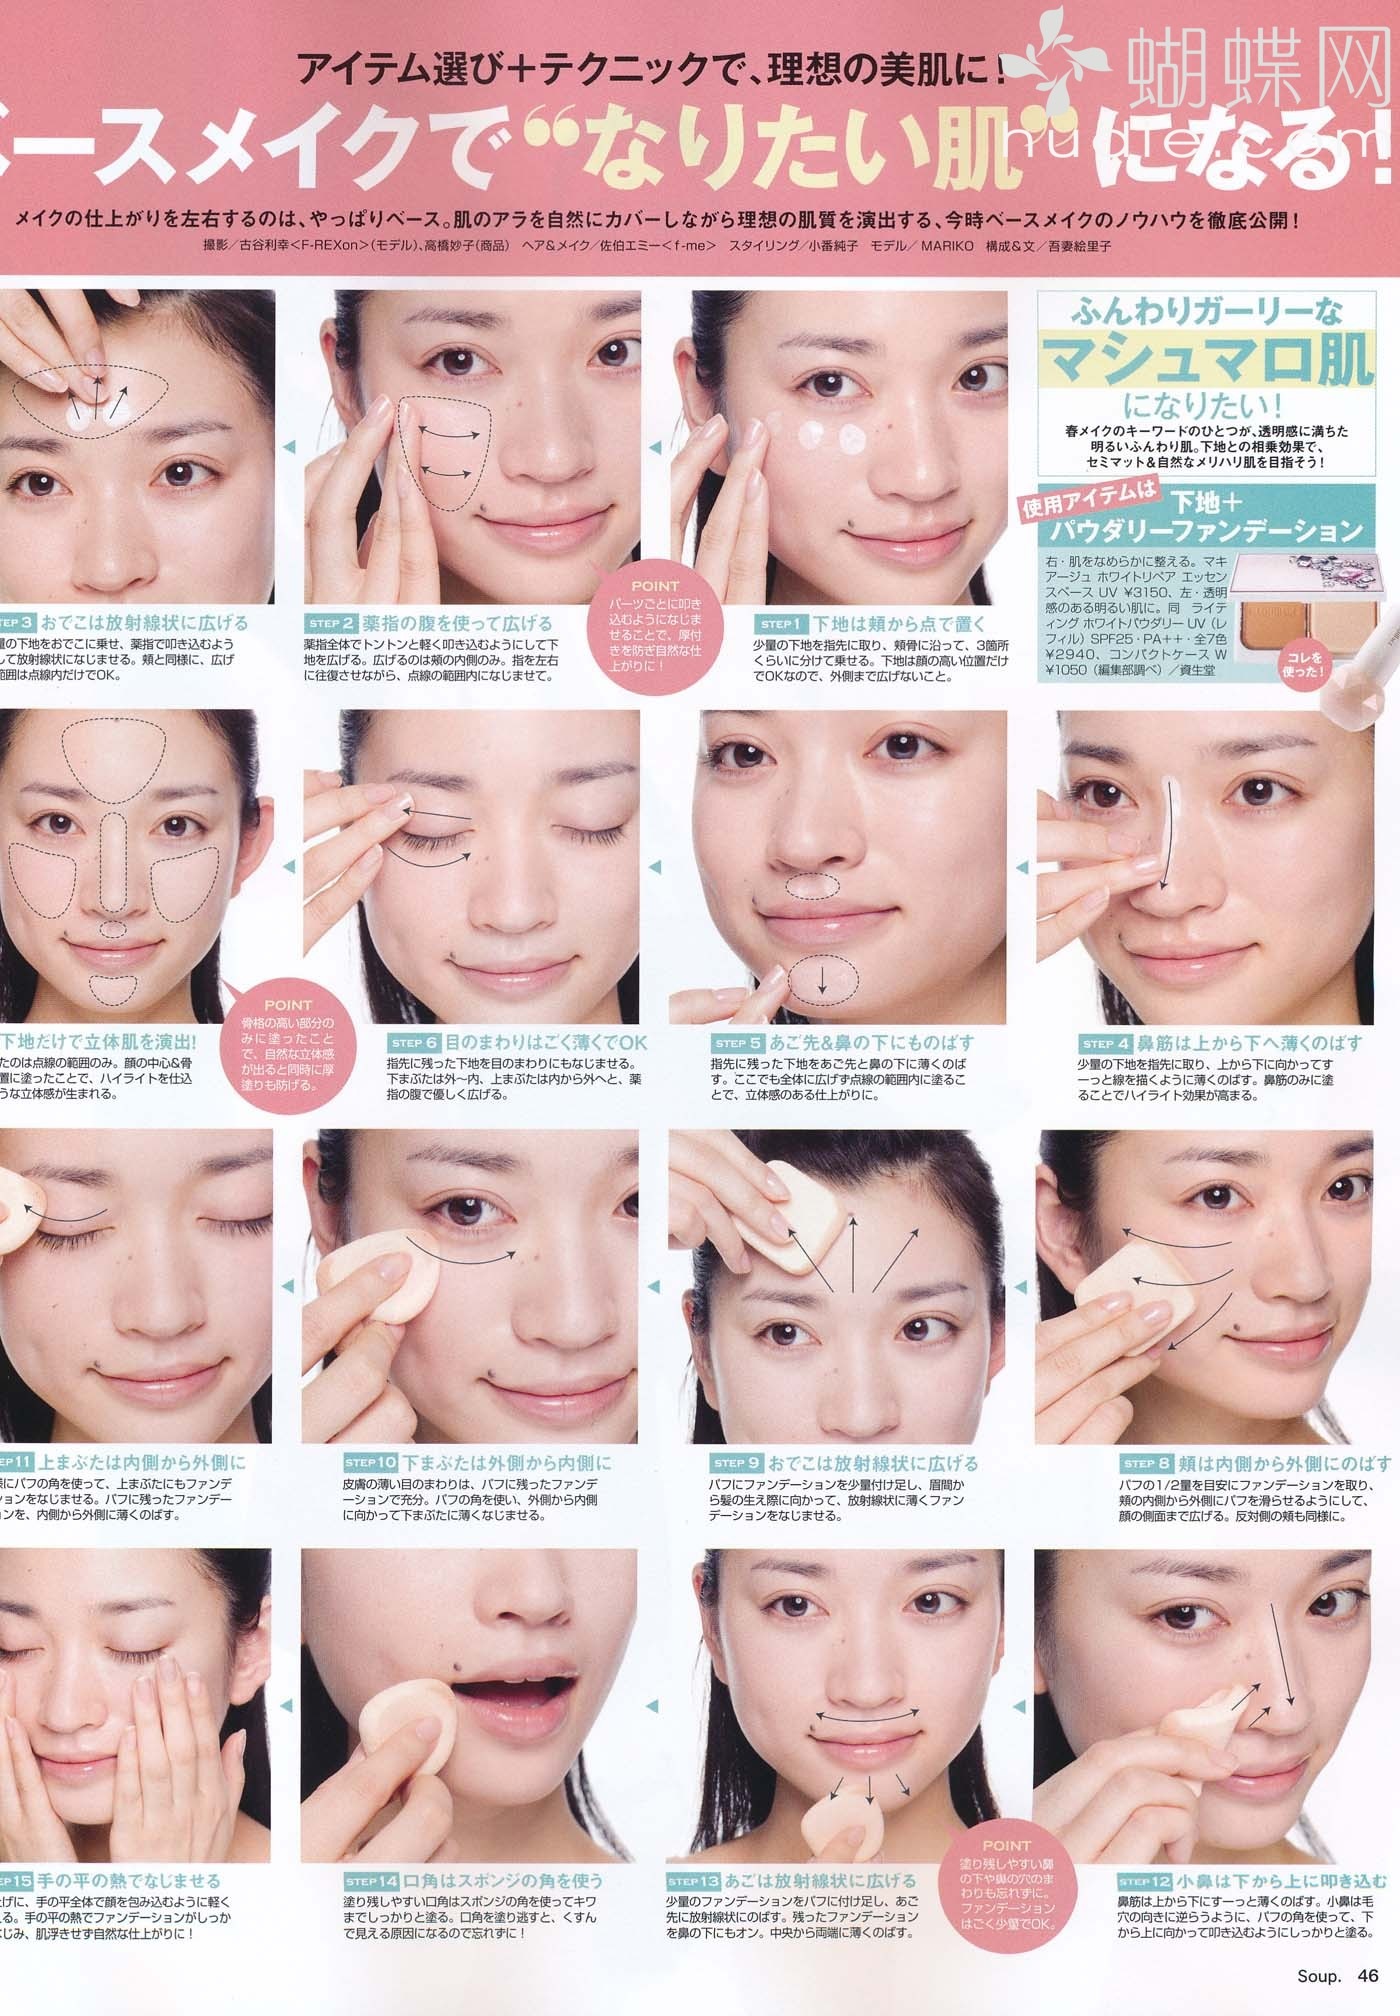 アイテム選び＋テクニックで、理想の美肌に！
ベースメイクで“なりたい肌”になる！
蝴蝶网
hudie.com
メイクの仕上がりを左右するのは、やっぱりベース。肌のアラを自然にカバーしながら理想の肌質を演出する、今時ベースメイクのノウハウを徹底公開！
撮影／古谷利幸＜F-REXon＞（モデル）、高橋妙子（商品） ヘア&メイク／佐伯エミー＜f-me＞ スタイリング／小番純子 モデル／MARIKO 構成&文／吾妻絵里子
ふんわりガーリーな
マシュマロ肌
になりたい！
春メイクのキーワードのひとつが、透明感に満ちた
明るいふんわり肌。下地との相乗効果で、
セミマット&自然なメリハリ肌を目指そう！
使用アイテムは
下地＋
パウダリーファンデーション
右・肌をなめらかに整える。マキ
アージュ ホワイトリペア エッセン
スベース UV ¥3150、左・透明
感のある明るい肌に。同 ライテ
ィング ホワイトパウダリー UV（レ
フィル）SPF25・PA++・全7色
¥2940、コンパクトケース W
¥1050（編集部調べ）／資生堂
コレを
使った！
STEP 1 下地は頬から点で置く
少量の下地を指先に取り、頬骨に沿って、3箇所
くらいに分けて乗せる。下地は顔の高い位置だけ
でOKなので、外側まで広げないこと。
POINT
パーツごとに叩き
込むようになじま
せることで、厚付
きを防ぎ自然な仕
上がりに！
STEP 2 薬指の腹を使って広げる
薬指全体でトントンと軽く叩き込むようにして下
地を広げる。広げるのは頬の内側のみ。指を左右
に往復させながら、点線の範囲内になじませて。
EP 3 おでこは放射線状に広げる
量の下地をおでこに乗せ、薬指で叩き込むよう
して放射線状になじませる。頬と同様に、広げ
範囲は点線内だけでOK。
STEP 4 鼻筋は上から下へ薄くのばす
少量の下地を指先に取り、上から下に向かってす
ーっと線を描くように薄くのばす。鼻筋のみに塗
ることでハイライト効果が高まる。
STEP 5 あご先&鼻の下にものばす
指先に残った下地をあご先と鼻の下に薄くのば
す。ここでも全体に広げず点線の範囲内に塗るこ
とで、立体感のある仕上がりに。
STEP 6 目のまわりはごく薄くでOK
指先に残った下地を目のまわりにもなじませる。
下まぶたは外〜内、上まぶたは内から外へと、薬
指の腹で優しく広げる。
POINT
骨格の高い部分の
みに塗ったこと
で、自然な立体感
が出ると同時に厚
塗りも防げる。
下地だけで立体肌を演出！
たのは点線の範囲のみ。顔の中心&骨
置に塗ったことで、ハイライトを仕込
うな立体感が生まれる。
STEP 8 頬は内側から外側にのばす
パフの1/2量を目安にファンデーションを取り、
頬の内側から外側にパフを滑らせるようにして、
顔の側面まで広げる。反対側の頬も同様に。
STEP 9 おでこは放射線状に広げる
パフにファンデーションを少量付け足し、眉間か
ら髪の生え際に向かって、放射線状に薄くファン
デーションをなじませる。
STEP 10 下まぶたは外側から内側に
皮膚の薄い目のまわりは、パフに残ったファンデ
ーションで充分。パフの角を使い、外側から内側
に向かって下まぶたに薄くなじませる。
EP 11 上まぶたは内側から外側に
様にパフの角を使って、上まぶたにもファンデ
ションをなじませる。パフに残ったファンデー
ンを、内側から外側に薄くのばす。
STEP 12 小鼻は下から上に叩き込む
鼻筋は上から下にすーっと薄くのばす。小鼻は毛
穴の向きに逆らうように、パフの角を使って、下
から上に向かって叩き込むようにしっかりと塗る。
POINT
塗り残しやすい鼻
の下や鼻の穴のま
わりも忘れずに。
ファンデーション
はごく少量でOK。
STEP 13 あごは放射線状に広げる
少量のファンデーションをパフに付け足し、あご
先に放射線状にのばす。残ったファンデーション
を鼻の下にもオン。中央から両端に薄くのばす。
STEP 14 口角はスポンジの角を使う
塗り残しやすい口角はスポンジの角を使ってキワ
までしっかりと塗る。口角を塗り逃すと、くすん
で見える原因になるので忘れずに！
EP 15 手の平の熱でなじませる
上げに、手の平全体で顔を包み込むように軽く
える。手の平の熱でファンデーションがしっか
なじみ、肌浮きせず自然な仕上がりに！
Soup. 46